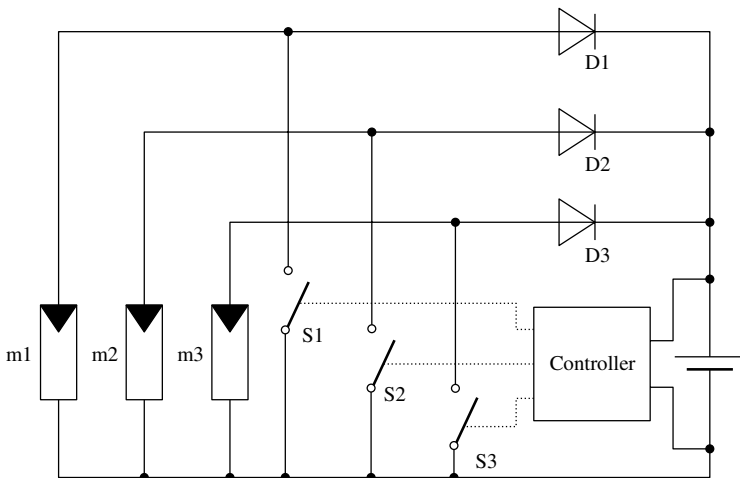 D1
D2
D3
m1
m2
m3
S1
Controller
S2
S3